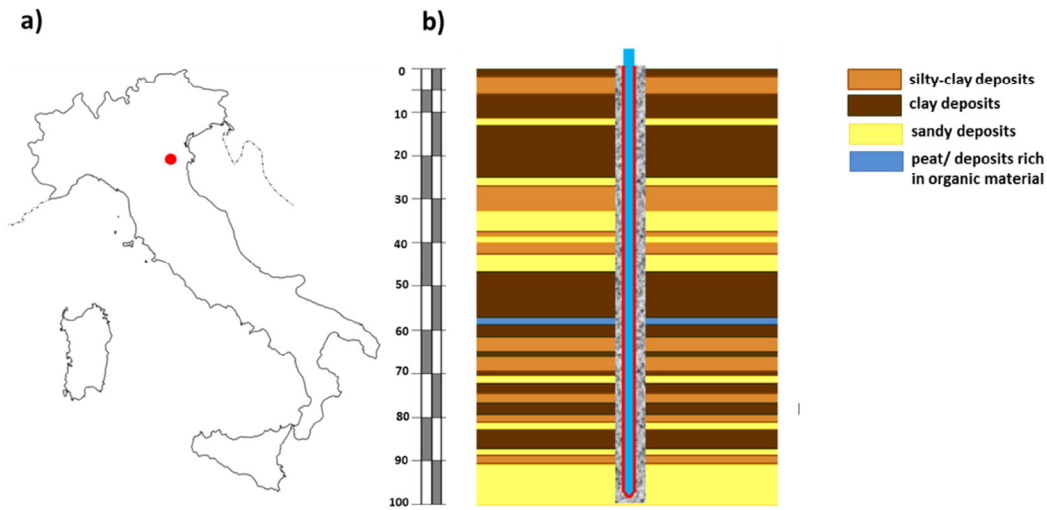 a)
b)
0
10
20
30
40
50
60
70
80
90
100
silty-clay deposits
clay deposits
sandy deposits
peat/ deposits rich
in organic material